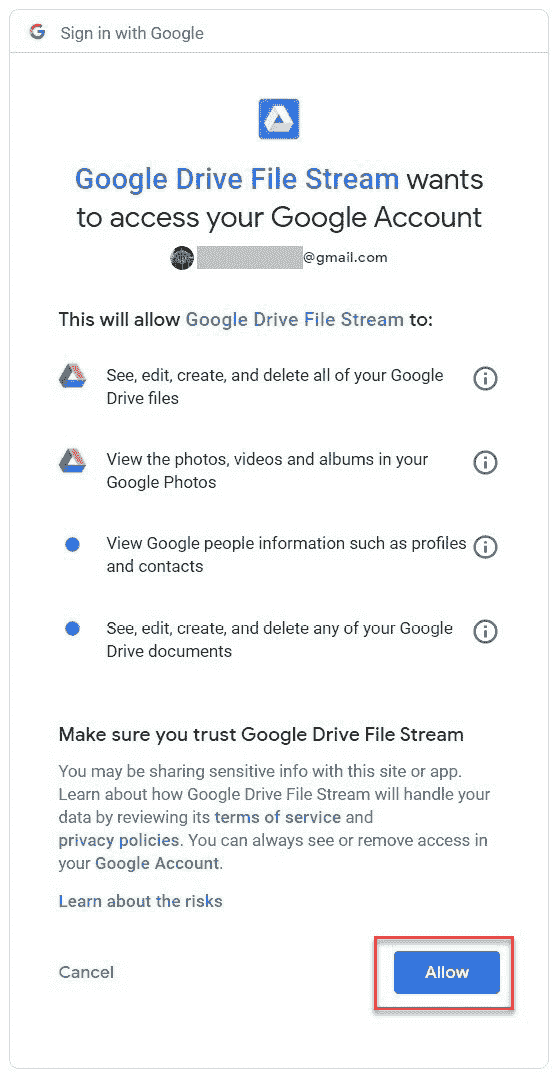 Sign in with Google
Google Drive File Stream wants
to access your Google Account
@gmail.com
This will allow Google Drive File Stream to:
See, edit, create, and delete all of your Google
Drive files
View the photos, videos and albums in your
Google Photos
View Google people information such as profiles
and contacts
See, edit, create, and delete any of your Google
Drive documents
Make sure you trust Google Drive File Stream
You may be sharing sensitive info with this site or app.
Learn about how Google Drive File Stream will handle your
data by reviewing its terms of service and
privacy policies. You can always see or remove access in
your Google Account.
Learn about the risks
Cancel
Allow